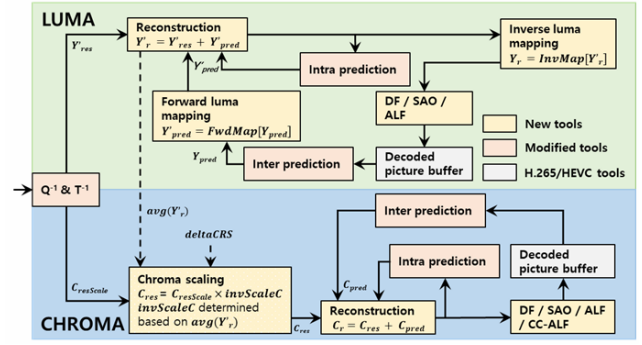 LUMA
Y'res
Reconstruction
Y'r = Y'res + Y'pred
Inverse luma
mapping
Yr = InvMap[Y'r]
Y'pred
Intra prediction
Forward luma
mapping
Y'pred = FwdMap[Ypred]
DF / SAO /
ALF
Ypred
Inter prediction
Decoded
picture buffer
New tools
Modified tools
H.265/HEVC tools
Q-1 & T-1
avg(Y'r)
deltaCRS
Inter prediction
Intra prediction
Decoded
picture buffer
CresScale
Chroma scaling
Cres = CresScale × invScaleC
invScaleC determined
based on avg(Y'r)
Cpred
Cres
Reconstruction
Cr = Cres + Cpred
DF / SAO / ALF
/ CC-ALF
CHROMA